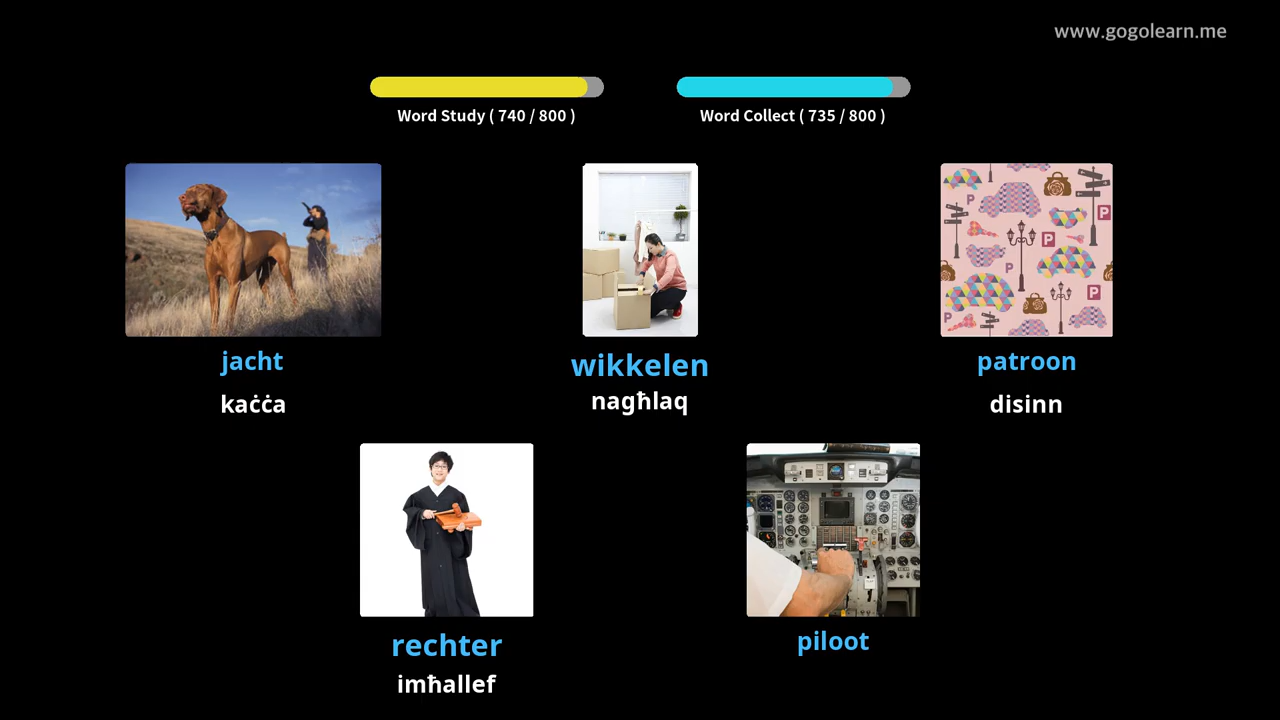 www.gogolearn.me
Word Study ( 740 / 800 )
Word Collect ( 735 / 800 )
jacht
wikkelen
patroon
kaċċa
nagħlaq
disinn
P
P
P
P
P
P
rechter
piloot
imħallef